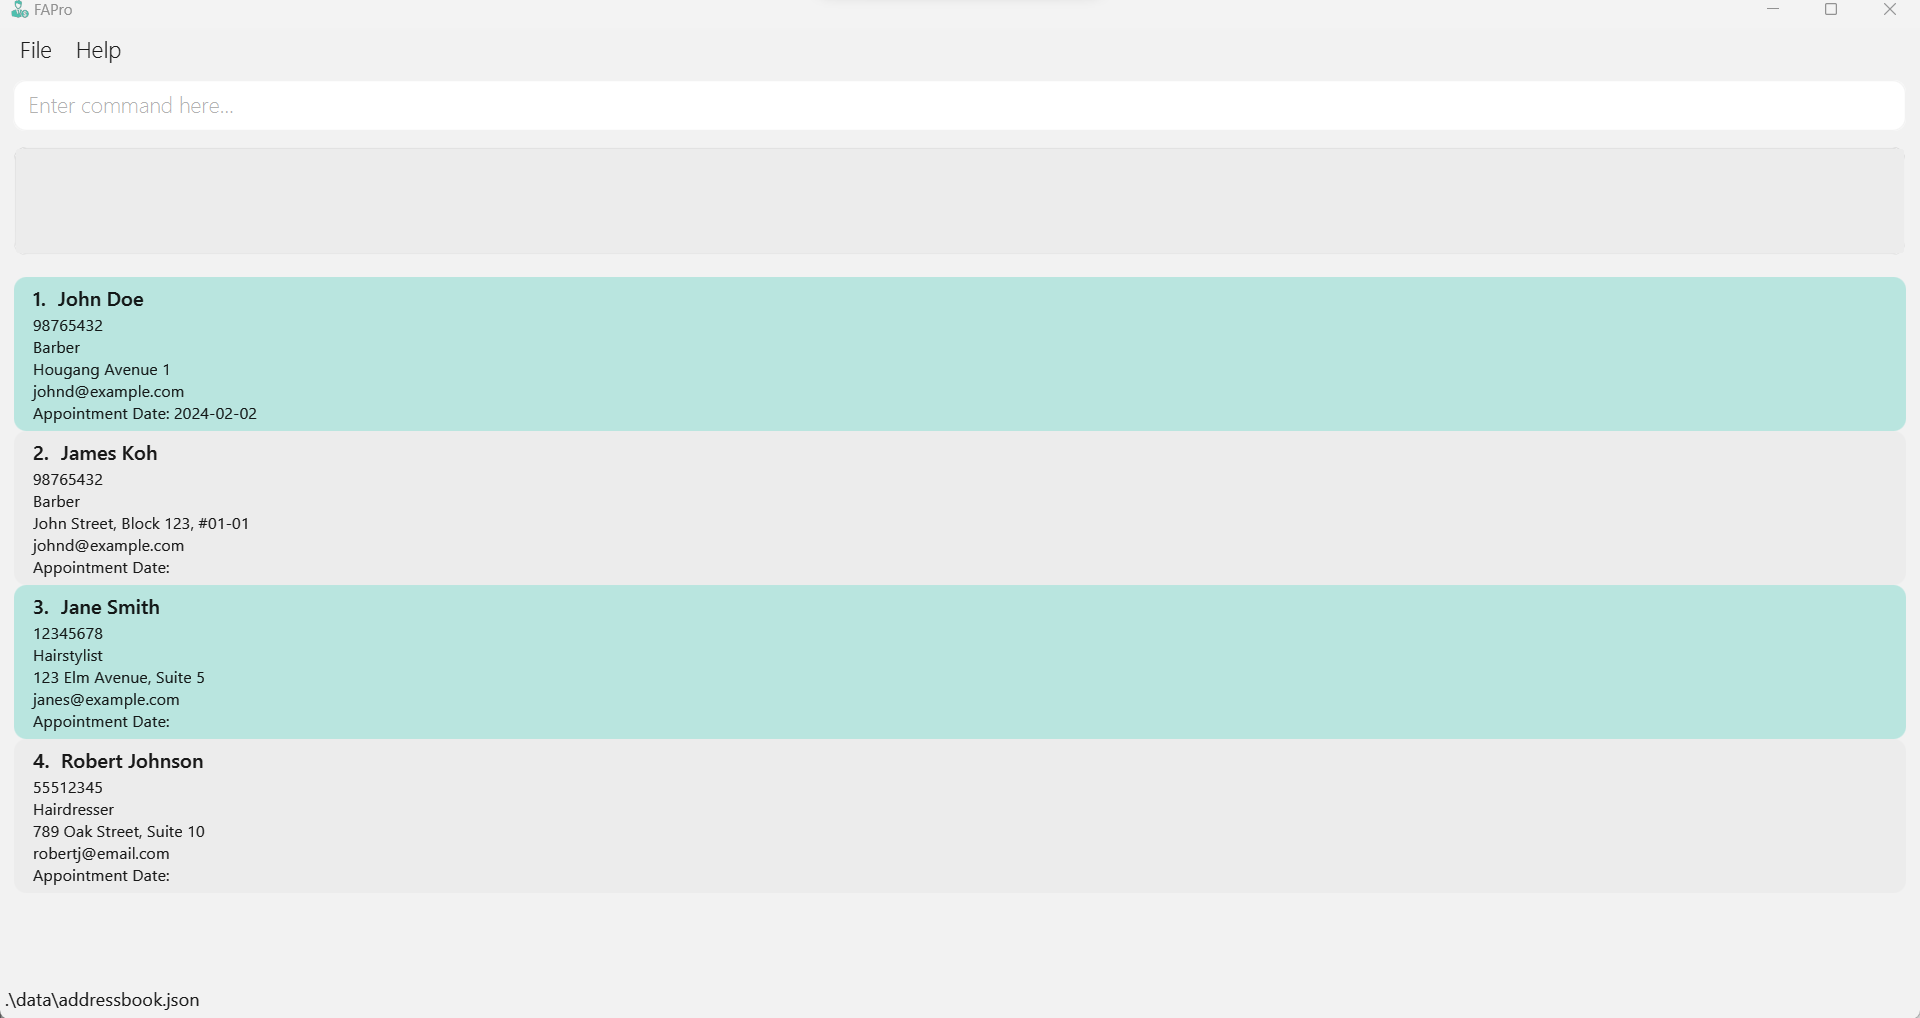 FAPro
File Help
Enter command here...
1. John Doe
98765432
Barber
Hougang Avenue 1
johnd@example.com
Appointment Date: 2024-02-02
2. James Koh
98765432
Barber
John Street, Block 123, #01-01
johnd@example.com
Appointment Date:
3. Jane Smith
12345678
Hairstylist
123 Elm Avenue, Suite 5
janes@example.com
Appointment Date:
4. Robert Johnson
55512345
Hairdresser
789 Oak Street, Suite 10
robertj@email.com
Appointment Date:
.\data\addressbook.json